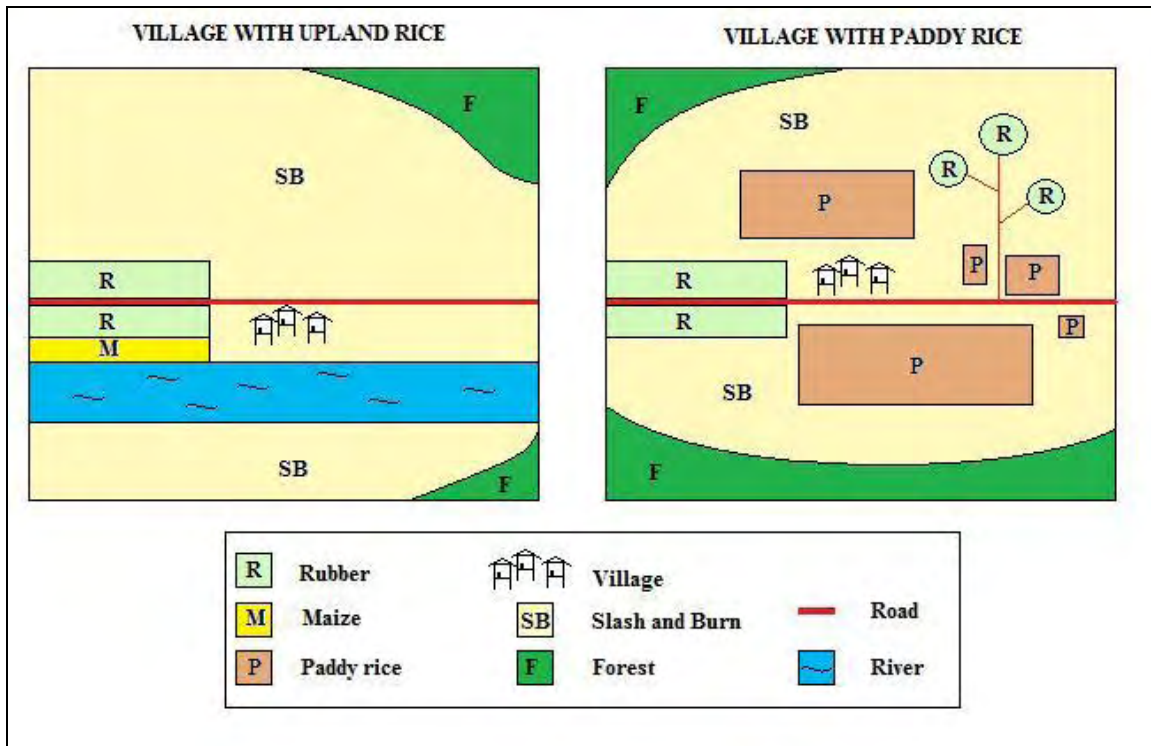 VILLAGE WITH UPLAND RICE
F
SB
R
R
M
SB
F
VILLAGE WITH PADDY RICE
F
SB
R
R
R
P
P
P
R
R
P
P
SB
F
R Rubber
Village
M Maize
SB Slash and Burn
Road
P Paddy rice
F Forest
River